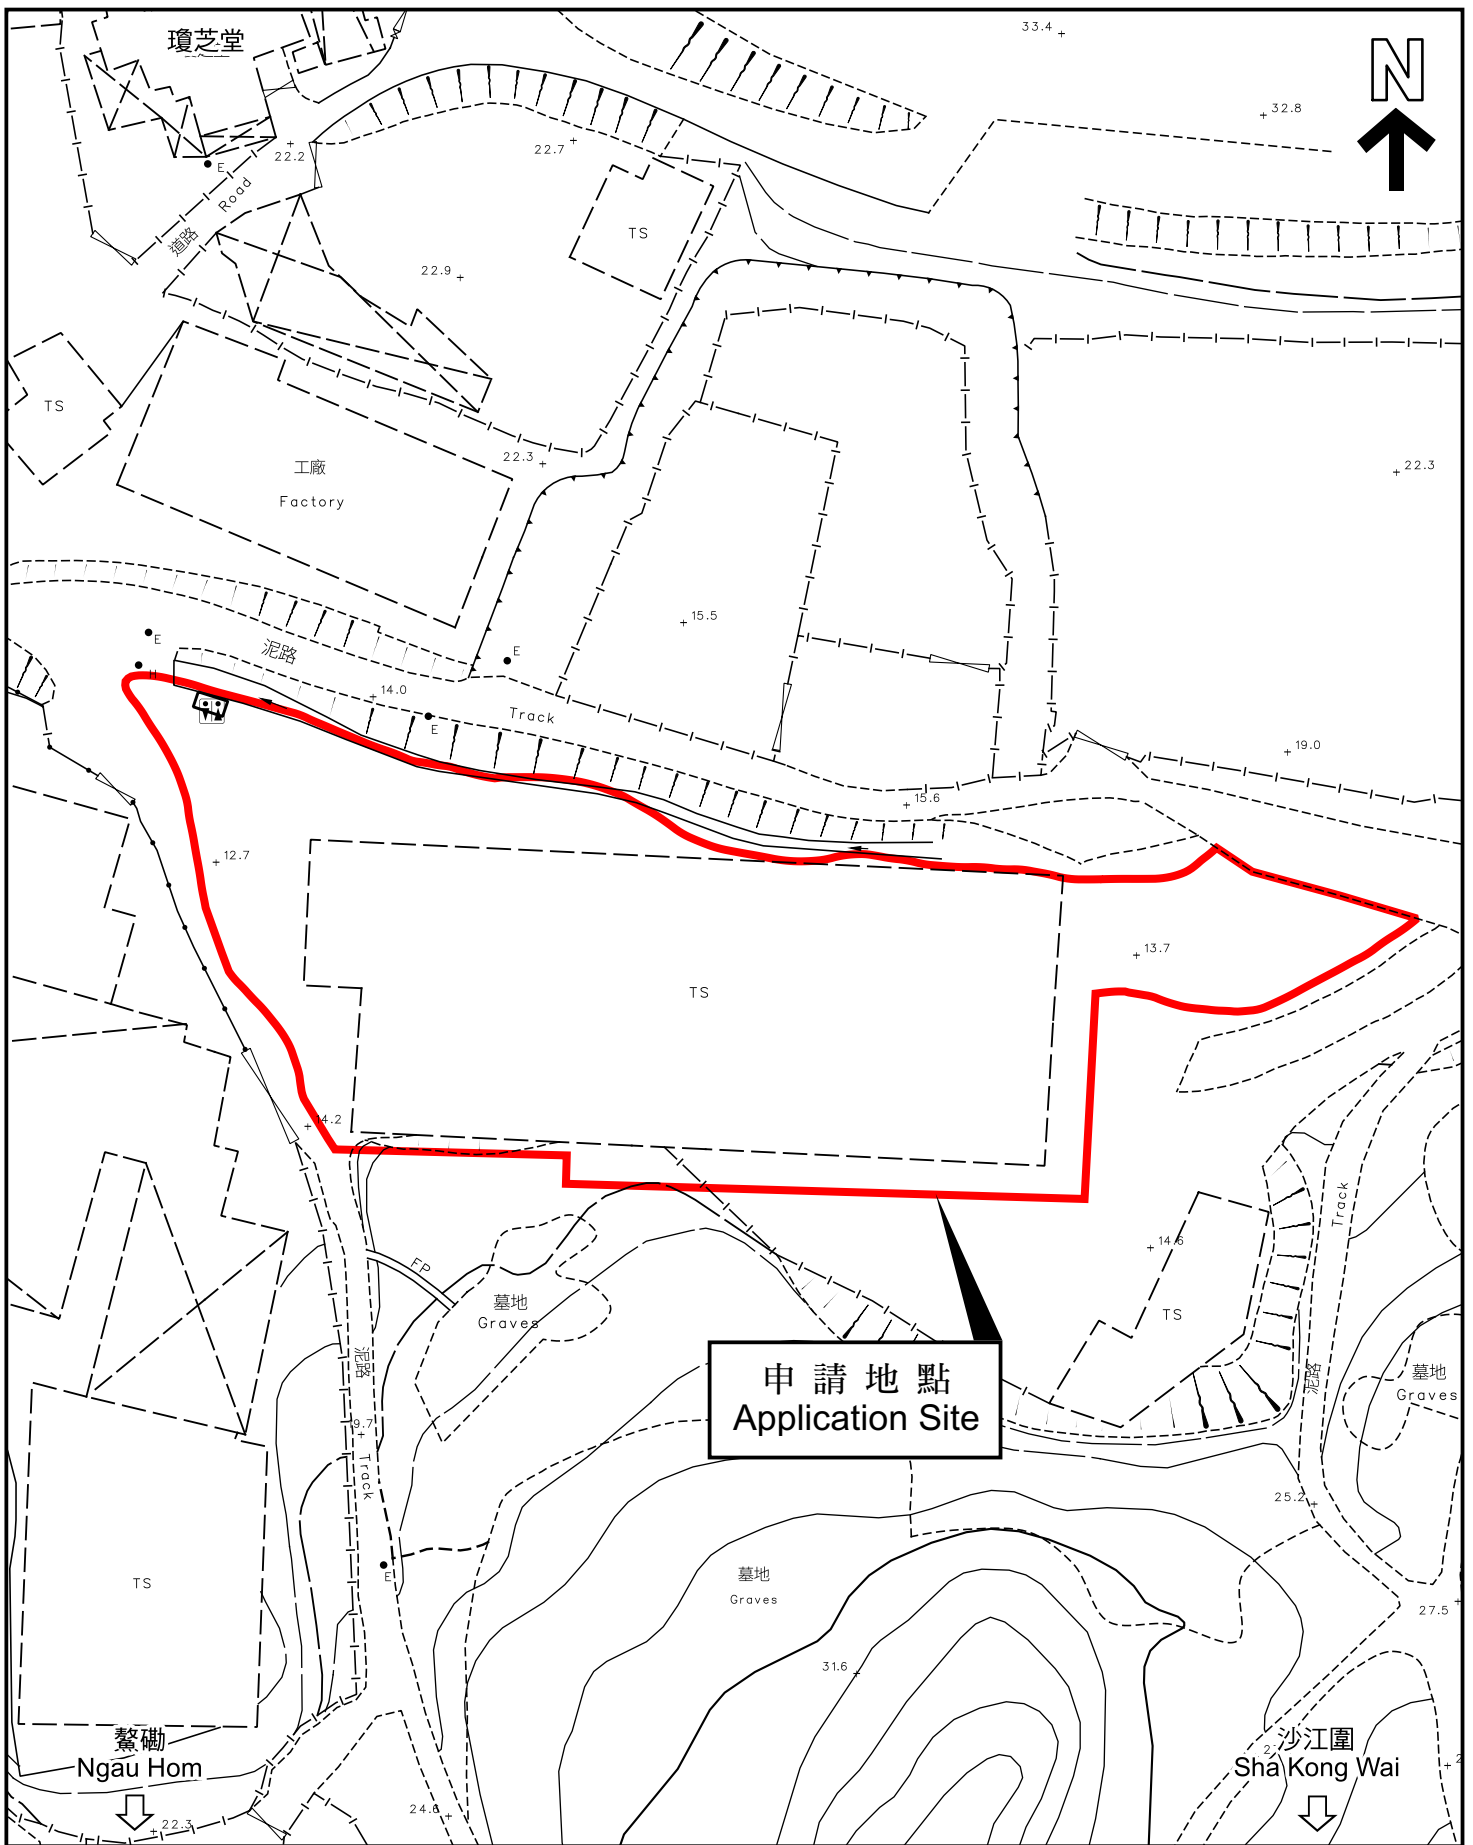 瓊芝堂
33.4
N
32.8
22.2
E
22.7
道路
Road
TS
22.9
TS
工廠
Factory
22.3
22.3
15.5
E
泥路
E
H
14.0
E
Track
19.0
15.6
12.7
13.7
TS
14.2
14.6
Track
FP
墓地
Graves
TS
泥路
申請地點
Application Site
泥路
墓地
Graves
9.7
Track
25.2
E
墓地
Graves
TS
27.5
31.6
鰲磡
Ngau Hom
沙江圍
Sha Kong Wai
24.6
22.3